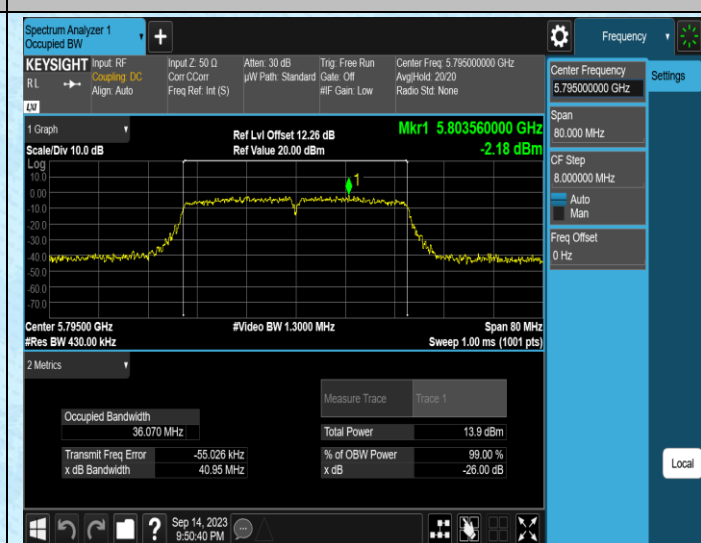 Spectrum Analyzer 1
Occupied BW
Frequency
KEYSIGHT
RL
LXI
Input: RF
Coupling: DC
Align: Auto
Input Z: 50 Ω
Corr CCorr
Freq Ref: Int (S)
Atten: 30 dB
µW Path: Standard
Trig: Free Run
Gate: Off
#IF Gain: Low
Center Freq: 5.795000000 GHz
Avg|Hold: 20/20
Radio Std: None
Center Frequency
5.795000000 GHz
Settings
Span
80.000 MHz
CF Step
8.000000 MHz
Auto
Man
Freq Offset
0 Hz
1 Graph
Scale/Div 10.0 dB
Ref Lvl Offset 12.26 dB
Ref Value 20.00 dBm
Mkr1 5.803560000 GHz
-2.18 dBm
Log
10.0
0.00
-10.0
-20.0
-30.0
-40.0
-50.0
-60.0
-70.0
1
Center 5.79500 GHz
#Res BW 430.00 kHz
#Video BW 1.3000 MHz
Span 80 MHz
Sweep 1.00 ms (1001 pts)
2 Metrics
Measure Trace Trace 1
Occupied Bandwidth
36.070 MHz
Total Power 13.9 dBm
Transmit Freq Error -55.026 kHz
% of OBW Power 99.00 %
x dB Bandwidth 40.95 MHz
x dB -26.00 dB
Local
Sep 14, 2023
9:50:40 PM